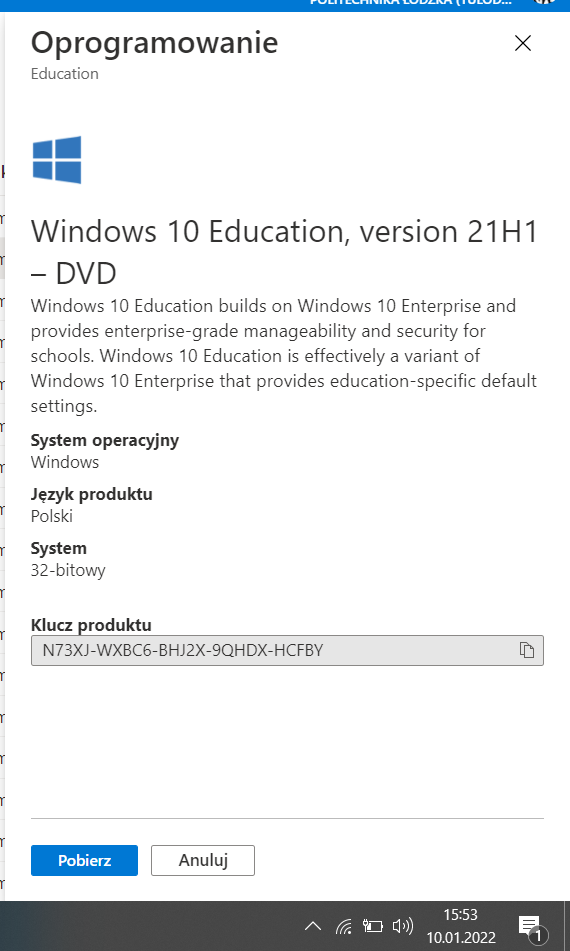 POLITECHNIKA ŁÓDZKA (TULOD...
Oprogramowanie
Education
Windows 10 Education, version 21H1
– DVD
Windows 10 Education builds on Windows 10 Enterprise and
provides enterprise-grade manageability and security for
schools. Windows 10 Education is effectively a variant of
Windows 10 Enterprise that provides education-specific default
settings.
System operacyjny
Windows
Język produktu
Polski
System
32-bitowy
Klucz produktu
N73XJ-WXBC6-BHJ2X-9QHDX-HCFBY
Pobierz
Anuluj
15:53
10.01.2022
1